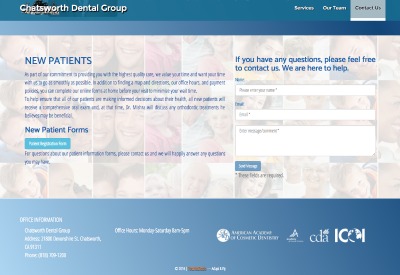 Chatsworth Dental Group
Services
Our Team
Contact Us
NEW PATIENTS
As part of our commitment to providing you with the highest quality care, we value your time and want your time
with us to go as smoothly as possible. In addition to finding a map and directions, our office hours, and payment
policies, you can complete our online forms at home before your visit to minimize your wait time.
To help ensure that all of our patients are making informed decisions about their health, all new patients will
receive a comprehensive oral exam and, at that time, Dr. Mishra will discuss any orthodontic treatments he
believes may be beneficial.
New Patient Forms
Patient Registration Form
For questions about our patient information forms, please contact us and we will happily answer any questions
you may have.
If you have any questions, please feel free
to contact us. We are here to help.
Name:
Please enter your name *
Email:
Email *
Enter message/comments *
Send Message
* These fields are required.
OFFICE INFORMATION
Chatsworth Dental Group
Address: Devonshire St, Chatsworth,
CA 91311
Phone: (818)
Office Hours: Monday-Saturday 8am-5pm
AMERICAN ACADEMY
OF COSMETIC DENTISTRY
cda
ICOI